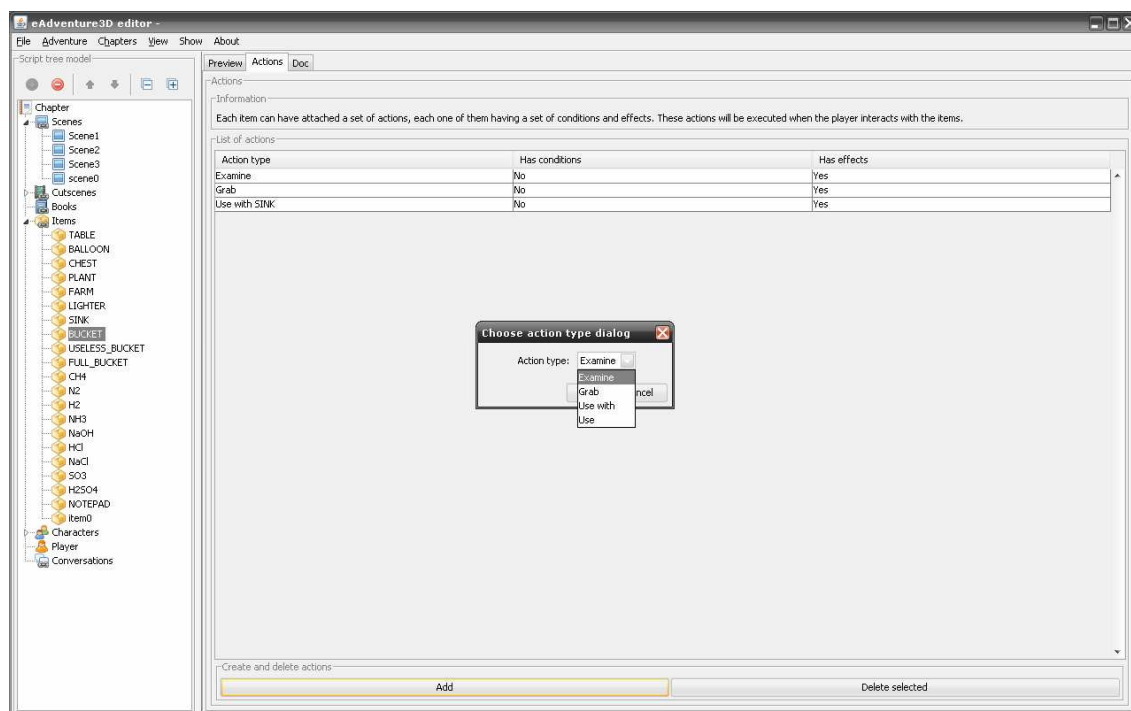 eAdventure3D editor -
File Adventure Chapters View Show About
Script tree model
Chapter
Scenes
Scene1
Scene2
Scene3
scene0
Cutscenes
Books
Items
TABLE
BALLOON
CHEST
PLANT
FARM
LIGHTER
SINK
BUCKET
USELESS_BUCKET
FULL_BUCKET
CH4
N2
H2
NH3
NaOH
HCl
NaCl
SO3
H2SO4
NOTEPAD
item0
Characters
Player
Conversations
Preview Actions Doc
Actions
Information
Each item can have attached a set of actions, each one of them having a set of conditions and effects. These actions will be executed when the player interacts with the items.
List of actions
Action type Has conditions Has effects
Examine No Yes
Grab No Yes
Use with SINK No Yes
Choose action type dialog
Action type: Examine
Examine
Grab
Use with
Use
ncel
Create and delete actions
Add Delete selected